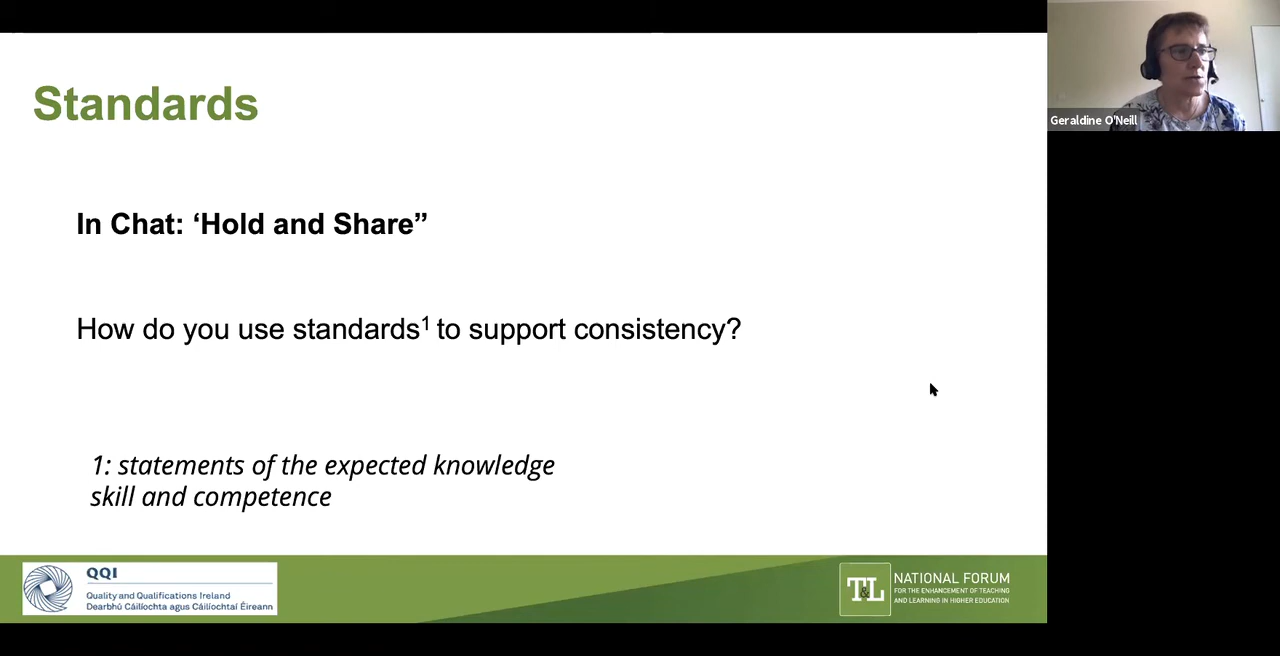 Standards
In Chat: ‘Hold and Share”
How do you use standards1 to support consistency?
1: statements of the expected knowledge
skill and competence
QQI
Quality and Qualifications Ireland
Dearbhú Cáilíochta agus Cáilíochtaí Éireann
T&L
NATIONAL FORUM
FOR THE ENHANCEMENT OF TEACHING
AND LEARNING IN HIGHER EDUCATION
Geraldine O'Neill